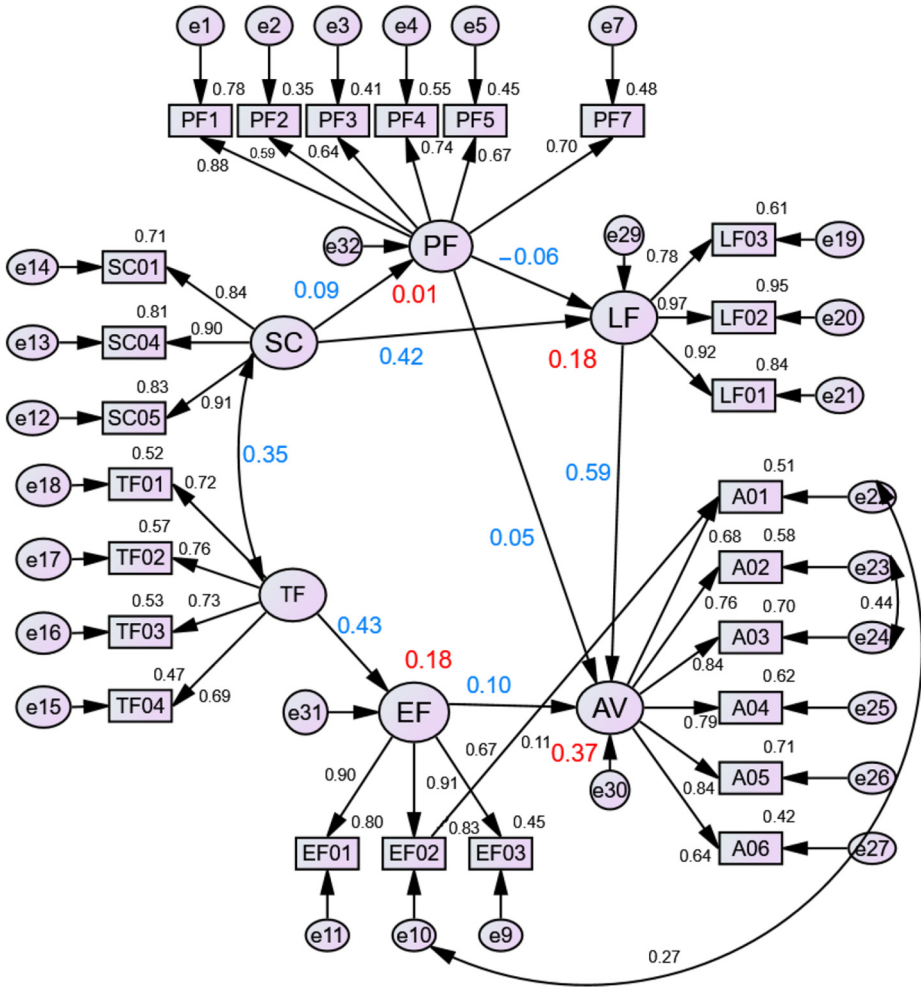 e1 e2 e3 e4 e5 e7
0.78 0.35 0.41 0.55 0.45 0.48
PF1 PF2 PF3 PF4 PF5 PF7
0.88 0.59 0.64 0.74 0.67 0.70
e32 PF −0.06 e29
0.09 0.01
0.71
e14 SC01 0.84
0.81
e13 SC04 0.90
0.83
e12 SC05 0.91
SC 0.42 LF 0.18
0.61
0.78 LF03 e19
0.95
0.97 LF02 e20
0.84
0.92 LF01 e21
0.35 0.59 0.05
0.52
e18 TF01 0.72
0.57
e17 TF02 0.76
0.53
e16 TF03 0.73
0.47
e15 TF04 0.69
TF 0.43
0.18
e31 EF 0.10 AV
0.37
e30
0.51
0.68 A01 e22
0.58
0.76 A02 e23
0.44
0.70
0.84 A03 e24
0.62
0.79 A04 e25
0.71
0.84 A05 e26
0.42
0.64 A06 e27
0.90 0.91 0.67 0.11
0.80 0.83 0.45
EF01 EF02 EF03
e11 e10 e9
0.27